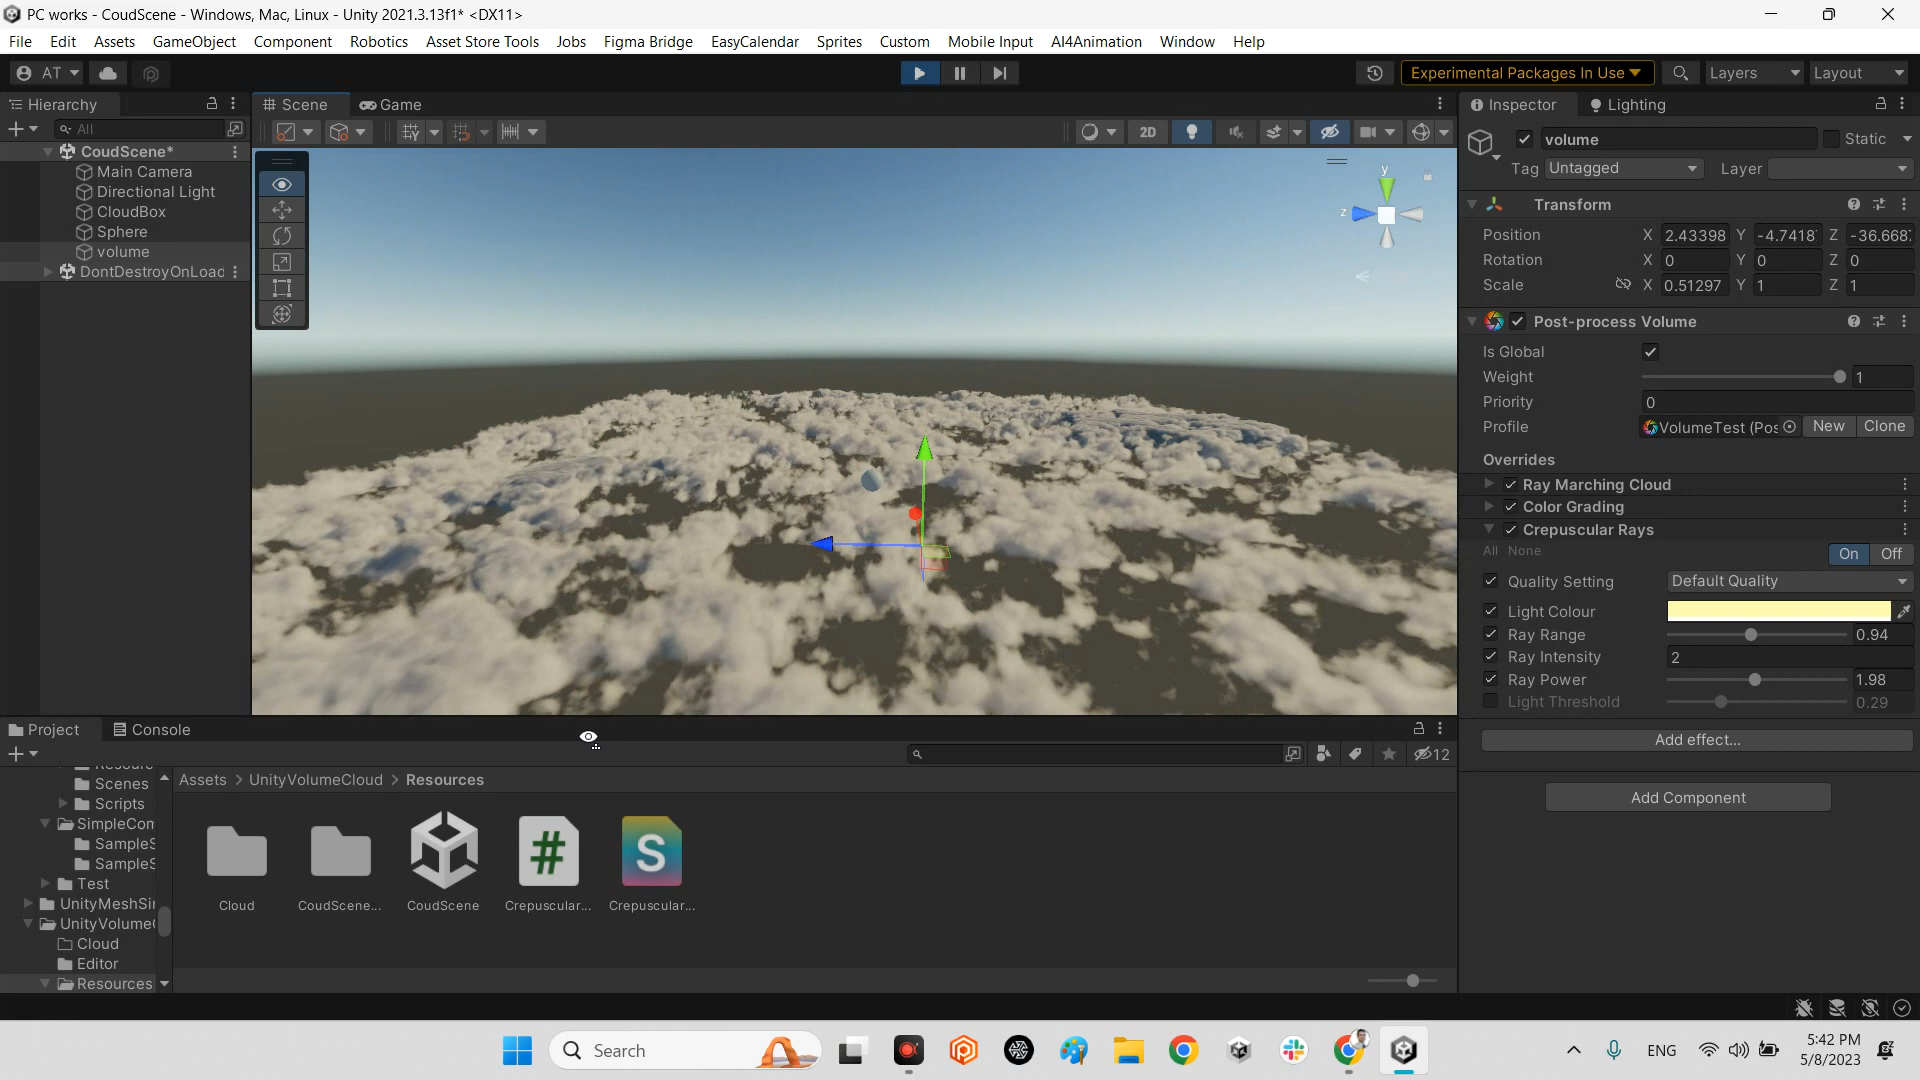 PC works - CoudScene - Windows, Mac, Linux - Unity 2021.3.13f1* <DX11>
File Edit Assets GameObject Component Robotics Asset Store Tools Jobs Figma Bridge EasyCalendar Sprites Custom Mobile Input AI4Animation Window Help
AT Experimental Packages In Use Layers Layout
Hierarchy
All
CoudScene*
Main Camera
Directional Light
CloudBox
Sphere
volume
DontDestroyOnLoad
Scene Game
2D
y
z
Inspector Lighting
volume Static
Tag Untagged Layer
Transform
Position X 2.43398 Y -4.7418 Z -36.668
Rotation X 0 Y 0 Z 0
Scale X 0.51297 Y 1 Z 1
Post-process Volume
Is Global
Weight 1
Priority 0
Profile VolumeTest (Pos New Clone
Overrides
Ray Marching Cloud
Color Grading
Crepuscular Rays
All None On Off
Quality Setting Default Quality
Light Colour
Ray Range 0.94
Ray Intensity 2
Ray Power 1.98
Light Threshold 0.29
Add effect...
Add Component
Project Console
12
Scenes
Scripts
SimpleCom
SampleS
SampleS
Test
UnityMeshSi
UnityVolume
Cloud
Editor
Resources
Assets > UnityVolumeCloud > Resources
Cloud CoudScene... CoudScene Crepuscular... Crepuscular...
Search
ENG
5:42 PM
5/8/2023